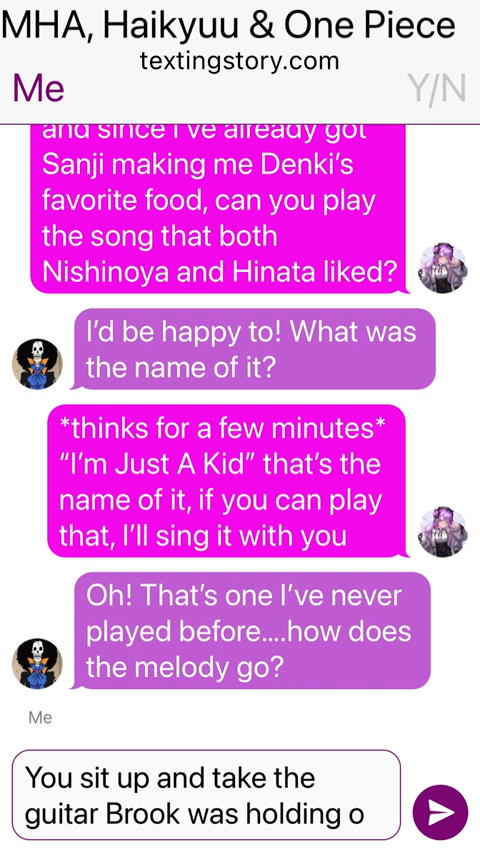 MHA, Haikyuu & One Piece
textingstory.com
Me
Y/N
and since I've already got
Sanji making me Denki's
favorite food, can you play
the song that both
Nishinoya and Hinata liked?
I'd be happy to! What was
the name of it?
*thinks for a few minutes*
“I'm Just A Kid” that's the
name of it, if you can play
that, I'll sing it with you
Oh! That's one I've never
played before....how does
the melody go?
Me
You sit up and take the
guitar Brook was holding o